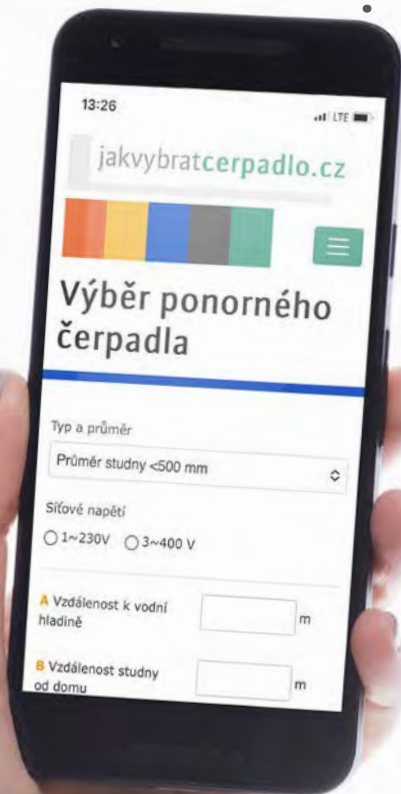 13:26
LTE
jakvybratcerpadlo.cz
Výběr ponorného
čerpadla
Typ a průměr
Průměr studny <500 mm
Síťové napětí
1~230V 3~400 V
A Vzdálenost k vodní
hladině
m
B Vzdálenost studny
od domu
m